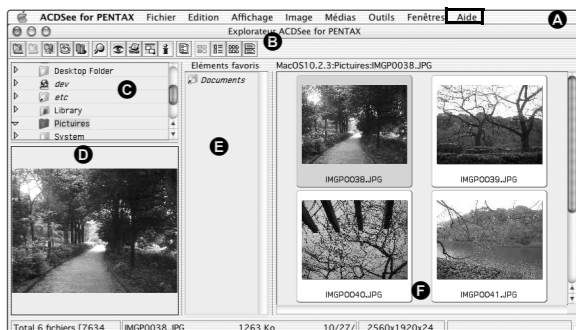 ACDSee for PENTAX Fichier Edition Affichage Image Médias Outils Fenêtres Aide A
Explorateur ACDSee for PENTAX
B
Desktop Folder
dev
etc
Library
Pictuires
System
C
Eléments favoris
Documents
E
MacOS10.2.3:Pictuires:IMGP0038.JPG
D
IMGP0038.JPG IMGP0039.JPG
IMGP0040.JPG F IMGP0041.JPG
Total 6 fichiers [7634 IMGP0038.JPG 1263 Ko 10/27/ 2560x1920x24